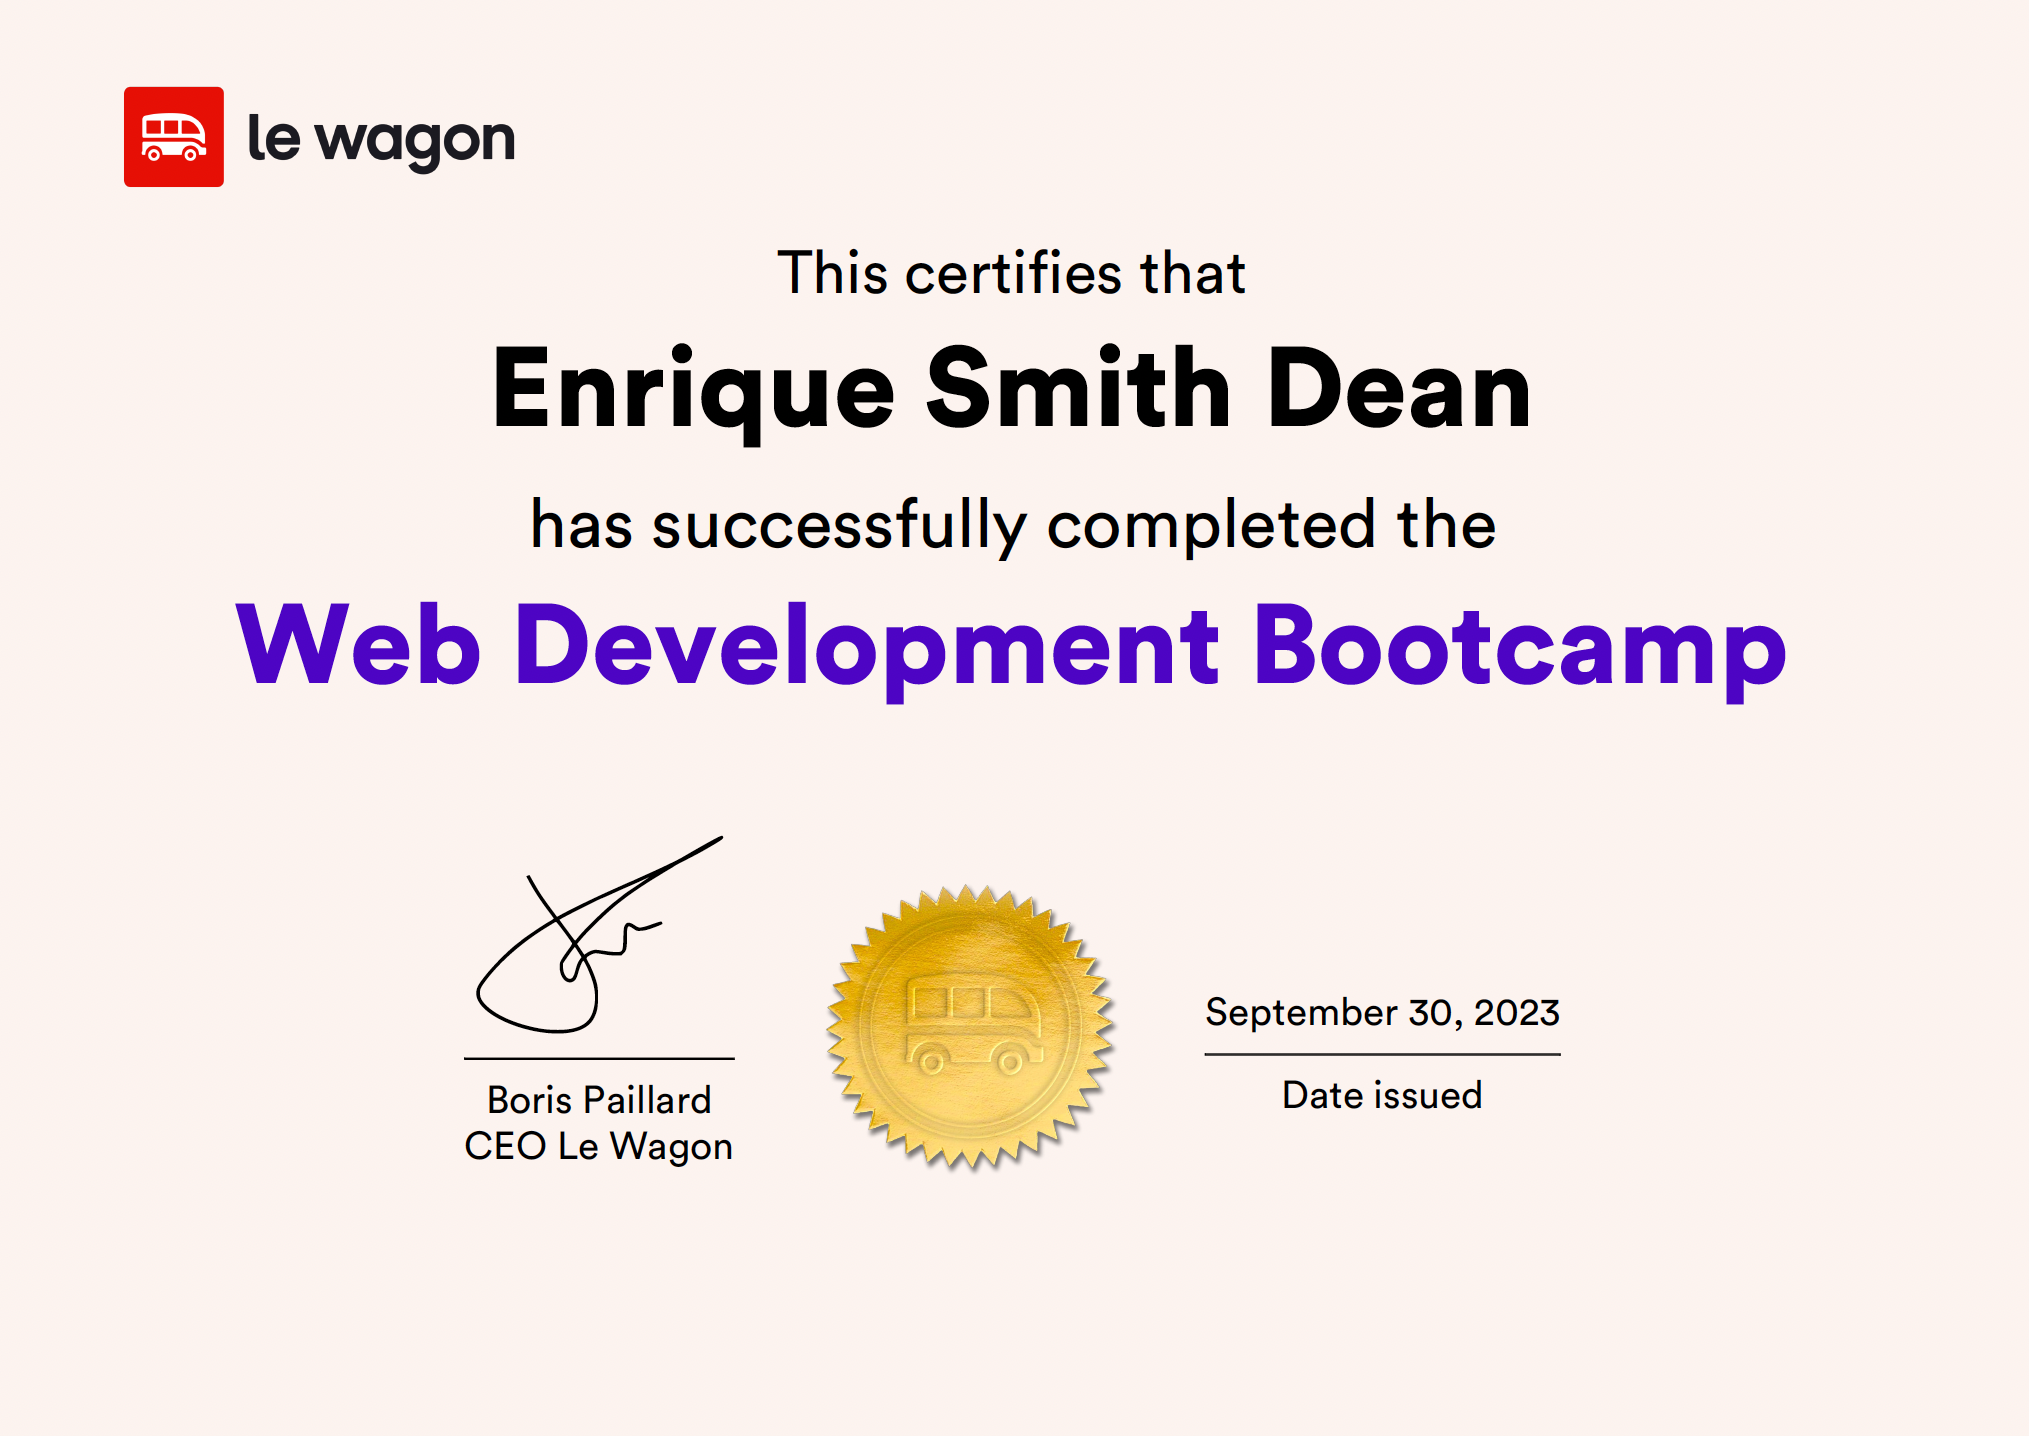 le wagon
This certifies that
Enrique Smith Dean
has successfully completed the
Web Development Bootcamp
September 30, 2023
Boris Paillard
CEO Le Wagon
Date issued